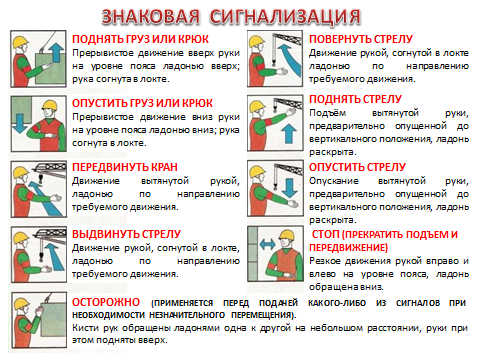 ЗНАКОВАЯ СИГНАЛИЗАЦИЯ
ПОДНЯТЬ ГРУЗ ИЛИ КРЮК
Прерывистое движение вверх руки
на уровне пояса ладонью вверх;
рука согнута в локте.
ОПУСТИТЬ ГРУЗ ИЛИ КРЮК
Прерывистое движение вниз руки
на уровне пояса ладонью вниз; рука
согнута в локте.
ПЕРЕДВИНУТЬ КРАН
Движение вытянутой рукой,
ладонью по направлению
требуемого движения.
ВЫДВИНУТЬ СТРЕЛУ
Движение рукой, согнутой в локте,
ладонью по направлению
требуемого движения.
ПОВЕРНУТЬ СТРЕЛУ
Движение рукой, согнутой в локте
ладонью по направлению
требуемого движения.
ПОДНЯТЬ СТРЕЛУ
Подъём вытянутой руки,
предварительно опущенной до
вертикального положения, ладонь
раскрыта.
ОПУСТИТЬ СТРЕЛУ
Опускание вытянутой руки,
предварительно опущенной до
вертикального положения, ладонь
раскрыта.
СТОП (ПРЕКРАТИТЬ ПОДЪЕМ И
ПЕРЕДВИЖЕНИЕ)
Резкое движения рукой вправо и
влево на уровне пояса, ладонь
обращена вниз.
ОСТОРОЖНО (ПРИМЕНЯЕТСЯ ПЕРЕД ПОДАЧЕЙ КАКОГО-ЛИБО ИЗ СИГНАЛОВ ПРИ
НЕОБХОДИМОСТИ НЕЗНАЧИТЕЛЬНОГО ПЕРЕМЕЩЕНИЯ).
Кисти рук обращены ладонями одна к другой на небольшом расстоянии, руки при
этом подняты вверх.